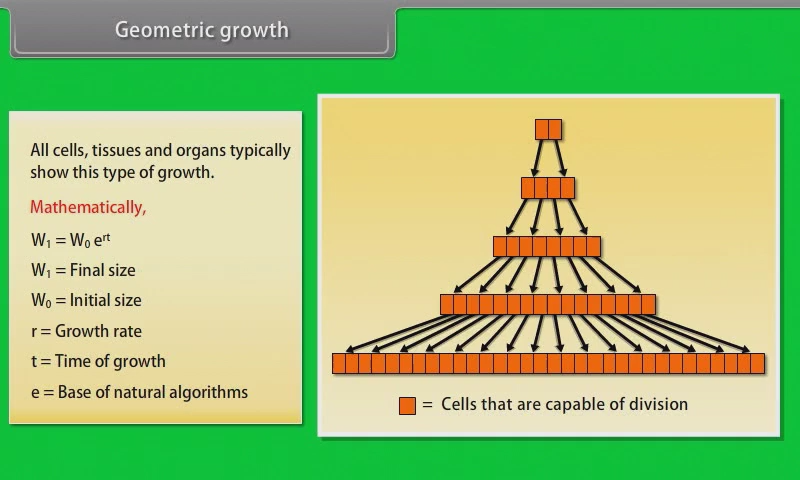 Geometric growth
All cells, tissues and organs typically
show this type of growth.
Mathematically,
W₁ = W₀ eʳᵗ
W₁ = Final size
W₀ = Initial size
r = Growth rate
t = Time of growth
e = Base of natural algorithms
= Cells that are capable of division